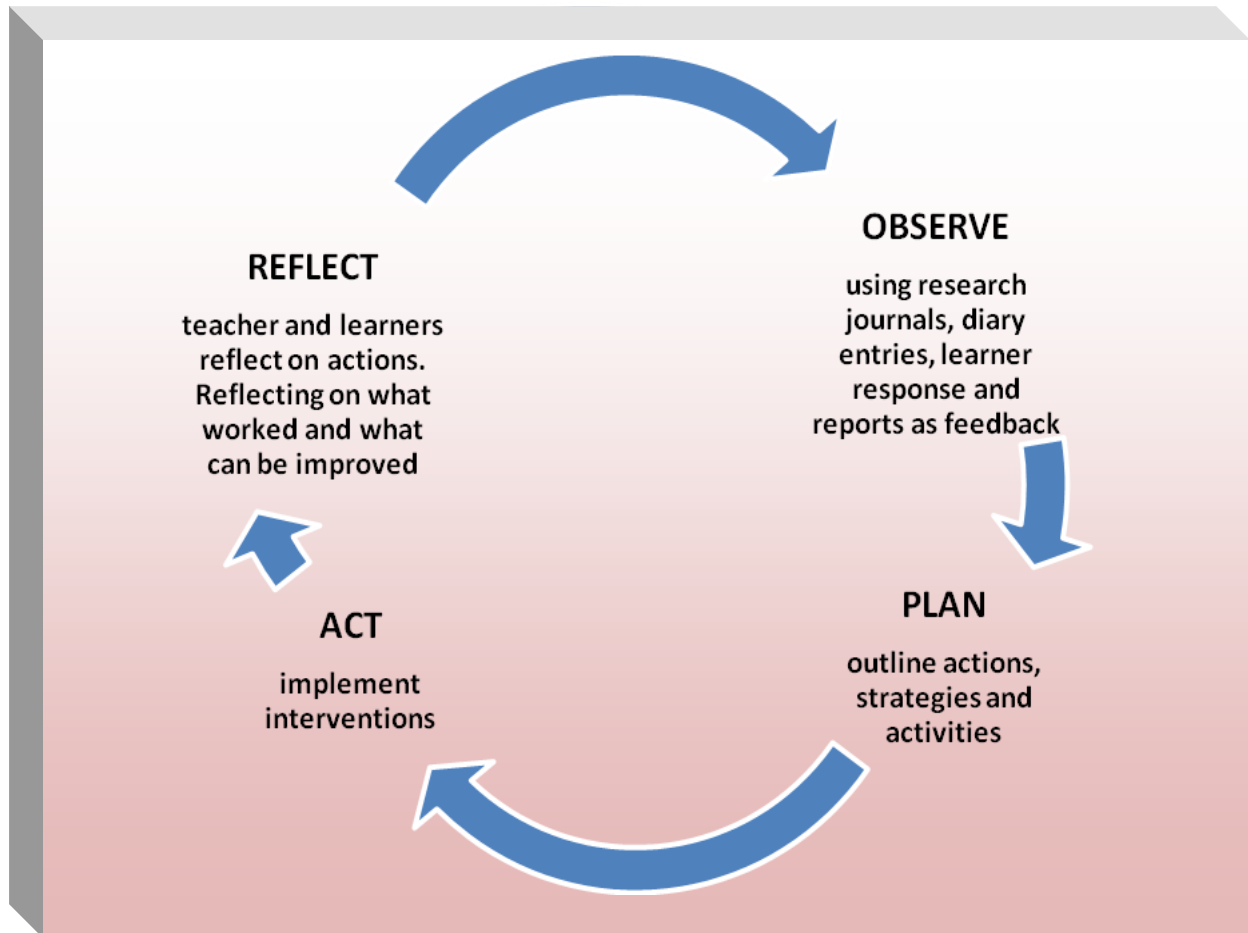 REFLECT
teacher and learners
reflect on actions.
Reflecting on what
worked and what
can be improved
OBSERVE
using research
journals, diary
entries, learner
response and
reports as feedback
PLAN
outline actions,
strategies and
activities
ACT
implement
interventions